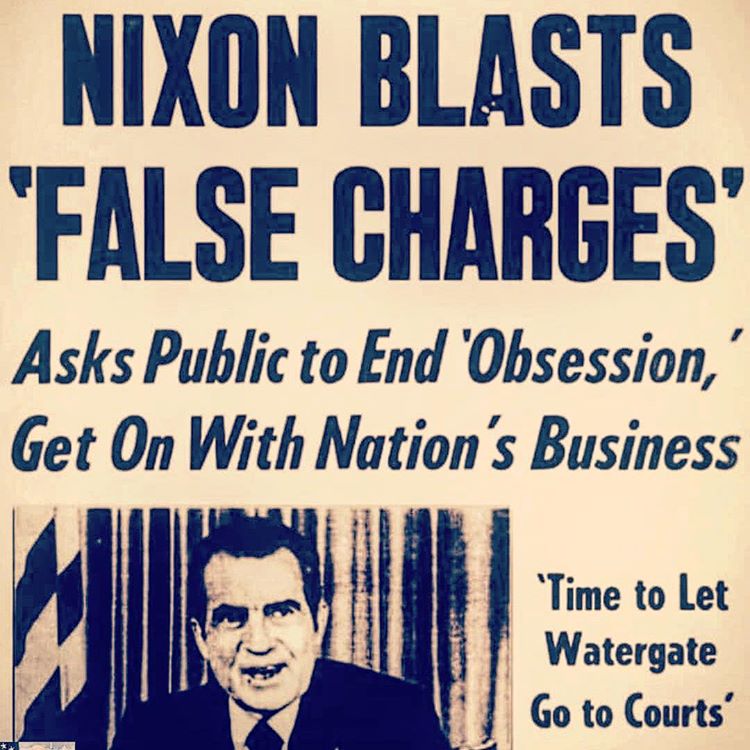 NIXON BLASTS
'FALSE CHARGES'
Asks Public to End 'Obsession,'
Get On With Nation's Business
'Time to Let
Watergate
Go to Courts'